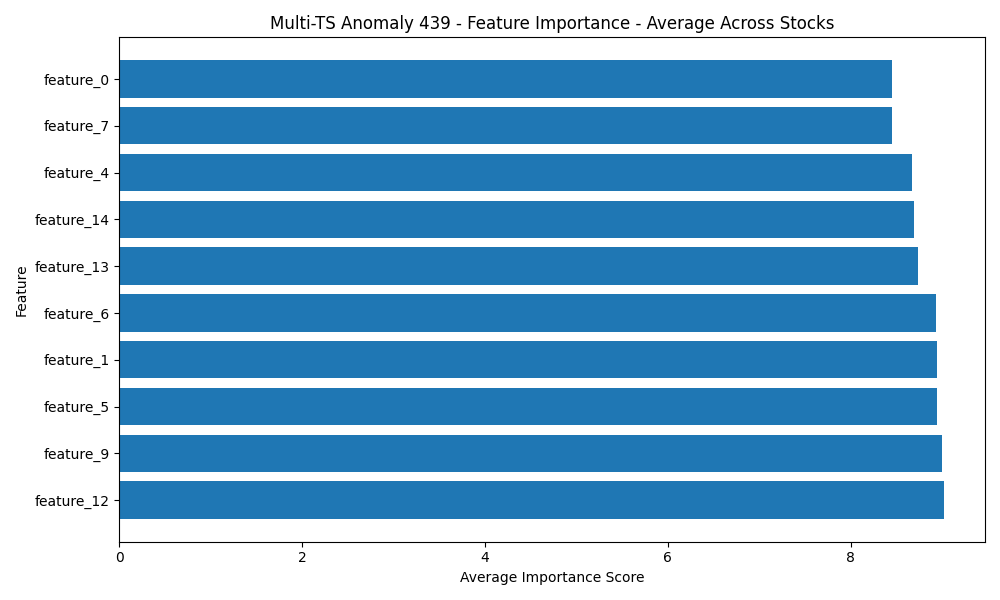 Multi-TS Anomaly 439 - Feature Importance - Average Across Stocks
Feature
feature_0
feature_7
feature_4
feature_14
feature_13
feature_6
feature_1
feature_5
feature_9
feature_12
0 2 4 6 8
Average Importance Score